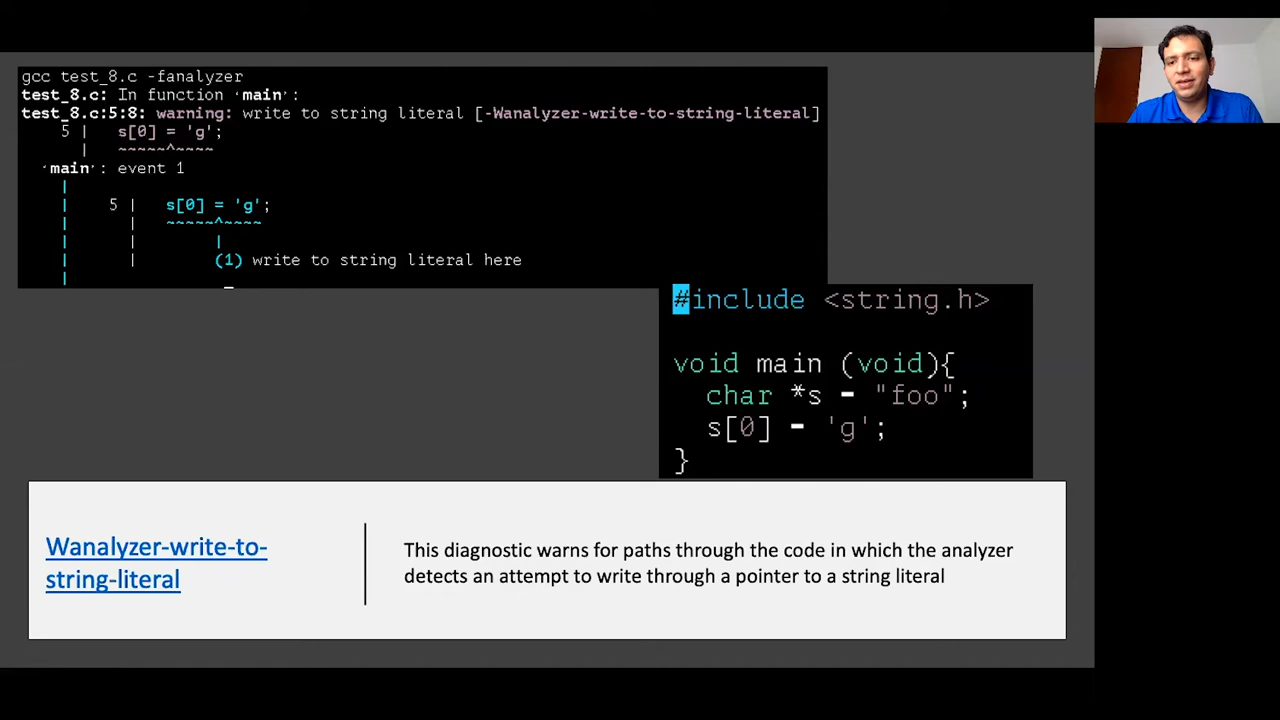 gcc test_8.c -fanalyzer
test_8.c: In function ‘main’:
test_8.c:5:8: warning: write to string literal [-Wanalyzer-write-to-string-literal]
    5 |   s[0] = 'g';
      |   ~~~~~^~~~~
  ‘main’: event 1
    |
    |    5 |   s[0] = 'g';
    |      |   ~~~~~^~~~~
    |      |        |
    |      |        (1) write to string literal here
    |
#include <string.h>
void main (void){
  char *s = "foo";
  s[0] = 'g';
}
Wanalyzer-write-to-
string-literal
This diagnostic warns for paths through the code in which the analyzer
detects an attempt to write through a pointer to a string literal